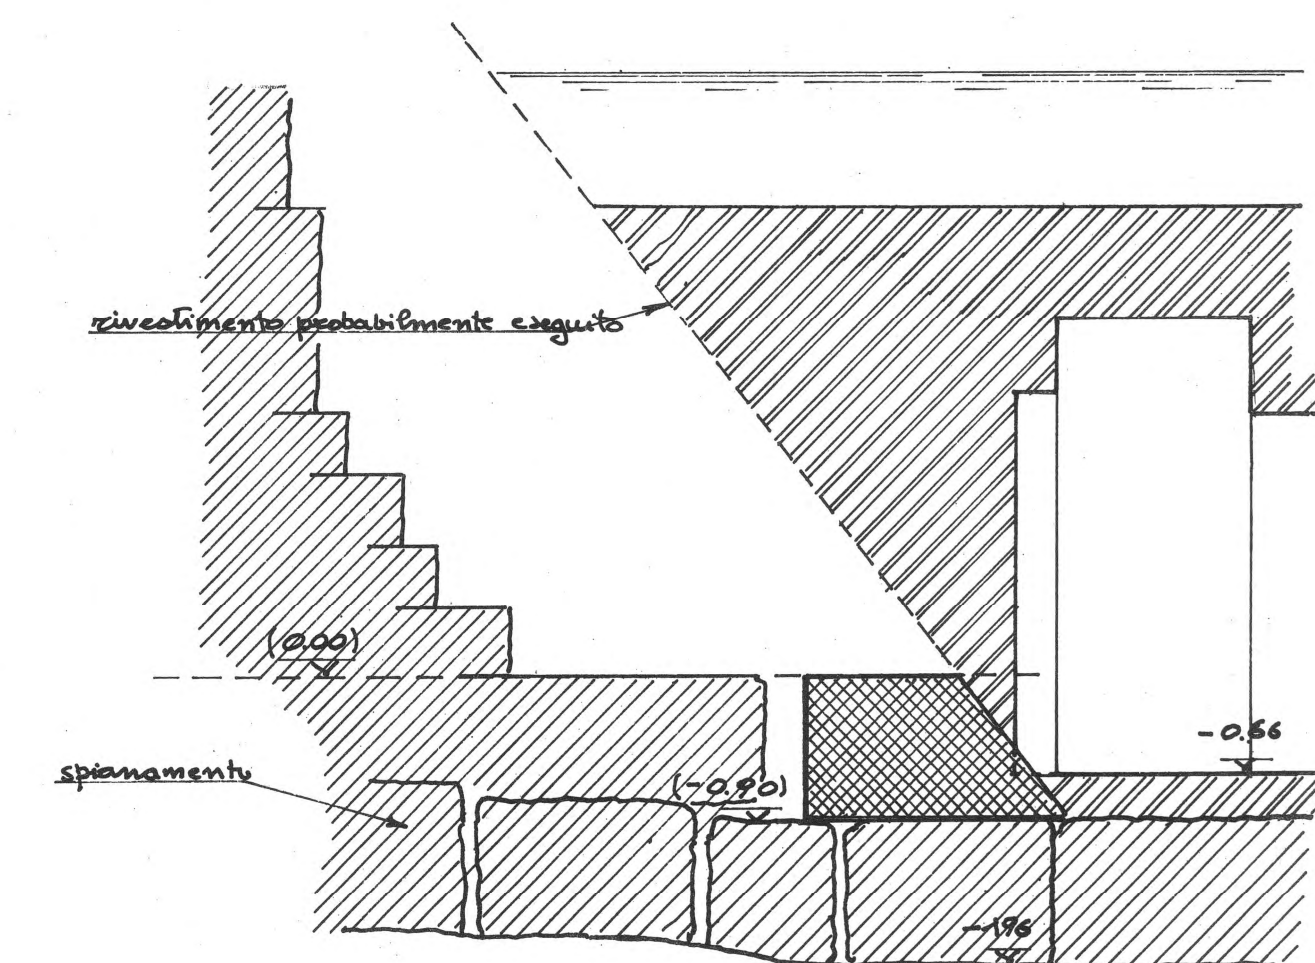 rivestimento probabilmente eseguito
(0.00)
-0.66
spianamento
(-0.90)
-1.96